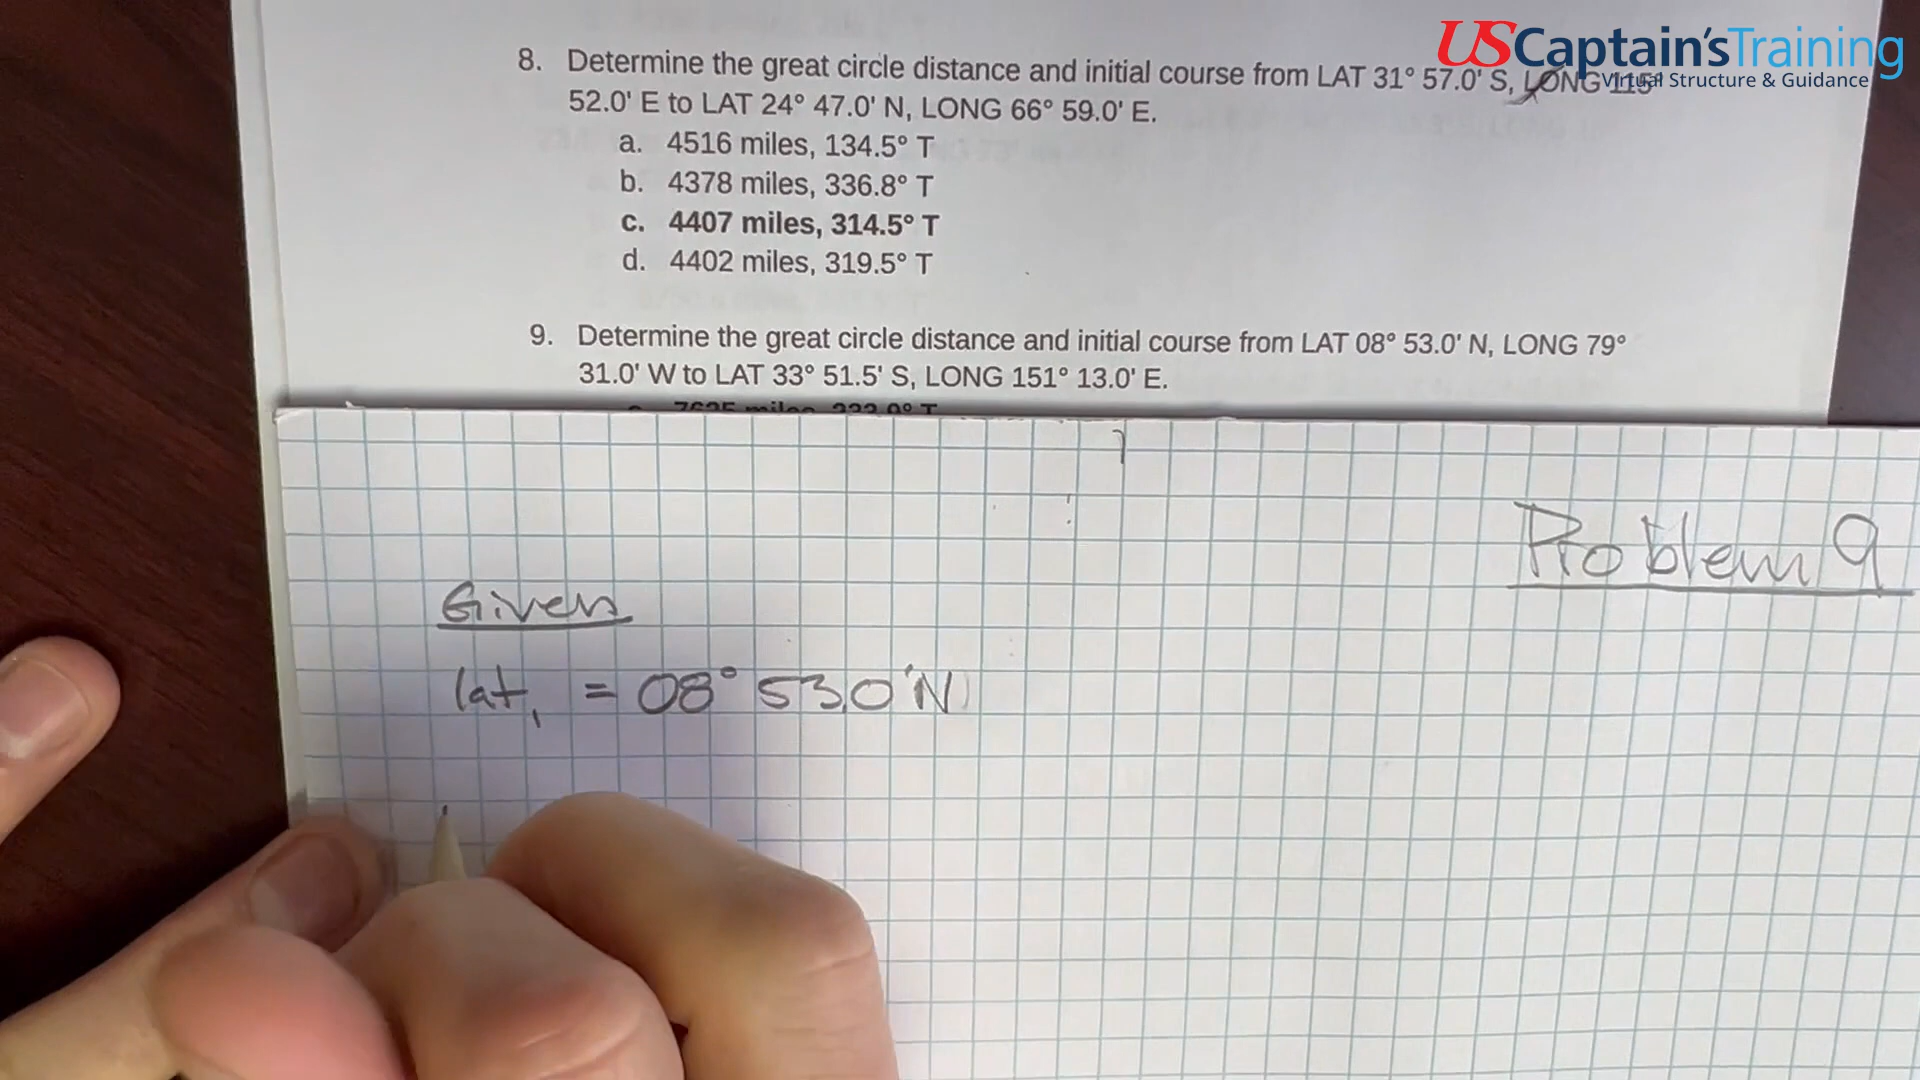 US Captain'sTraining
Virtual Structure & Guidance
8. Determine the great circle distance and initial course from LAT 31° 57.0' S, LONG 115°
52.0' E to LAT 24° 47.0' N, LONG 66° 59.0' E.
a. 4516 miles, 134.5° T
b. 4378 miles, 336.8° T
c. 4407 miles, 314.5° T
d. 4402 miles, 319.5° T
9. Determine the great circle distance and initial course from LAT 08° 53.0' N, LONG 79°
31.0' W to LAT 33° 51.5' S, LONG 151° 13.0' E.
Problem 9
Given
lat₁ = 08° 53.0'N